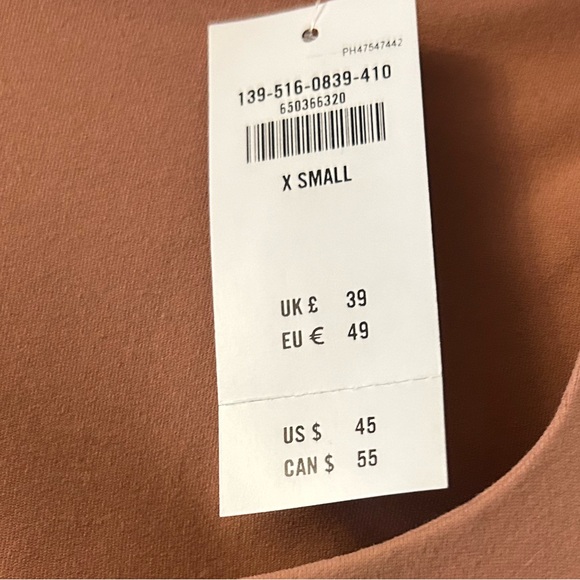 PH47547442
139-516-0839-410
650366320
X SMALL
UK £ 39
EU € 49
US $ 45
CAN $ 55